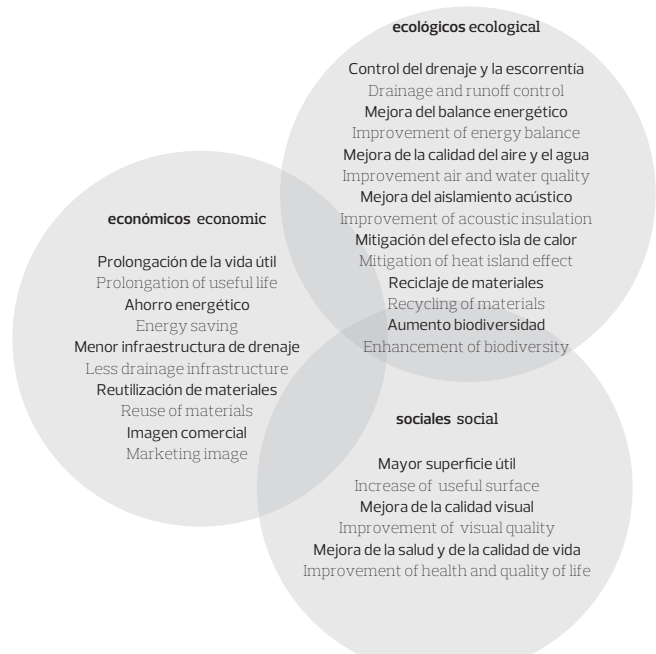 ecológicos ecological
Control del drenaje y la escorrentía
Drainage and runoff control
Mejora del balance energético
Improvement of energy balance
Mejora de la calidad del aire y el agua
Improvement air and water quality
Mejora del aislamiento acústico
Improvement of acoustic insulation
Mitigación del efecto isla de calor
Mitigation of heat island effect
Reciclaje de materiales
Recycling of materials
Aumento biodiversidad
Enhancement of biodiversity
económicos economic
Prolongación de la vida útil
Prolongation of useful life
Ahorro energético
Energy saving
Menor infraestructura de drenaje
Less drainage infrastructure
Reutilización de materiales
Reuse of materials
Imagen comercial
Marketing image
sociales social
Mayor superficie útil
Increase of useful surface
Mejora de la calidad visual
Improvement of visual quality
Mejora de la salud y de la calidad de vida
Improvement of health and quality of life